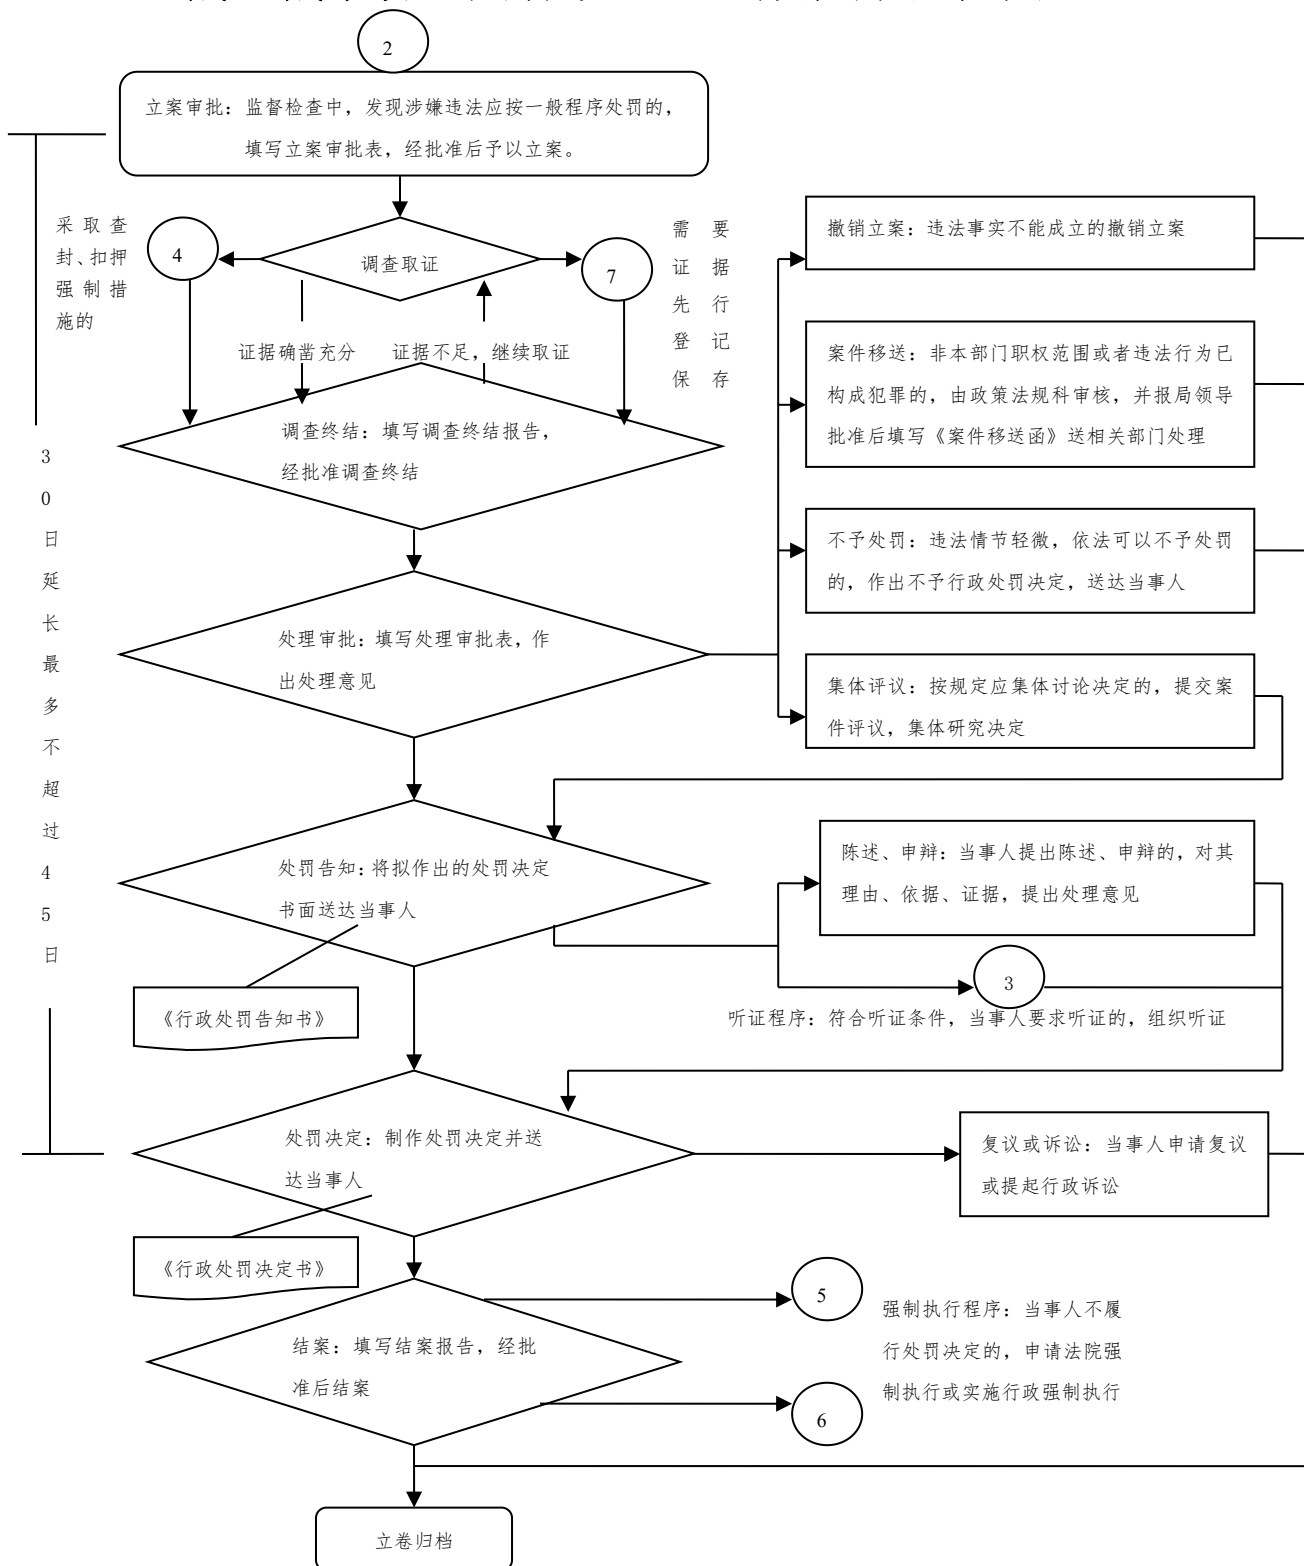 2
立案审批：监督检查中，发现涉嫌违法应按一般程序处罚的，
填写立案审批表，经批准后予以立案。
采取查
封、扣押
强制措
施的
4
调查取证
7
需要
证据
先行
登记
保存
证据确凿充分
证据不足，继续取证
调查终结：填写调查终结报告，
经批准调查终结
撤销立案：违法事实不能成立的撤销立案
案件移送：非本部门职权范围或者违法行为已
构成犯罪的，由政策法规科审核，并报局领导
批准后填写《案件移送函》送相关部门处理
不予处罚：违法情节轻微，依法可以不予处罚
的，作出不予行政处罚决定，送达当事人
处理审批：填写处理审批表，作
出处理意见
集体评议：按规定应集体讨论决定的，提交案
件评议，集体研究决定
3
0
日
延
长
最
多
不
超
过
4
5
日
处罚告知：将拟作出的处罚决定
书面送达当事人
陈述、申辩：当事人提出陈述、申辩的，对其
理由、依据、证据，提出处理意见
3
听证程序：符合听证条件，当事人要求听证的，组织听证
《行政处罚告知书》
处罚决定：制作处罚决定并送
达当事人
复议或诉讼：当事人申请复议
或提起行政诉讼
《行政处罚决定书》
5
强制执行程序：当事人不履
行处罚决定的，申请法院强
制执行或实施行政强制执行
结案：填写结案报告，经批
准后结案
6
立卷归档